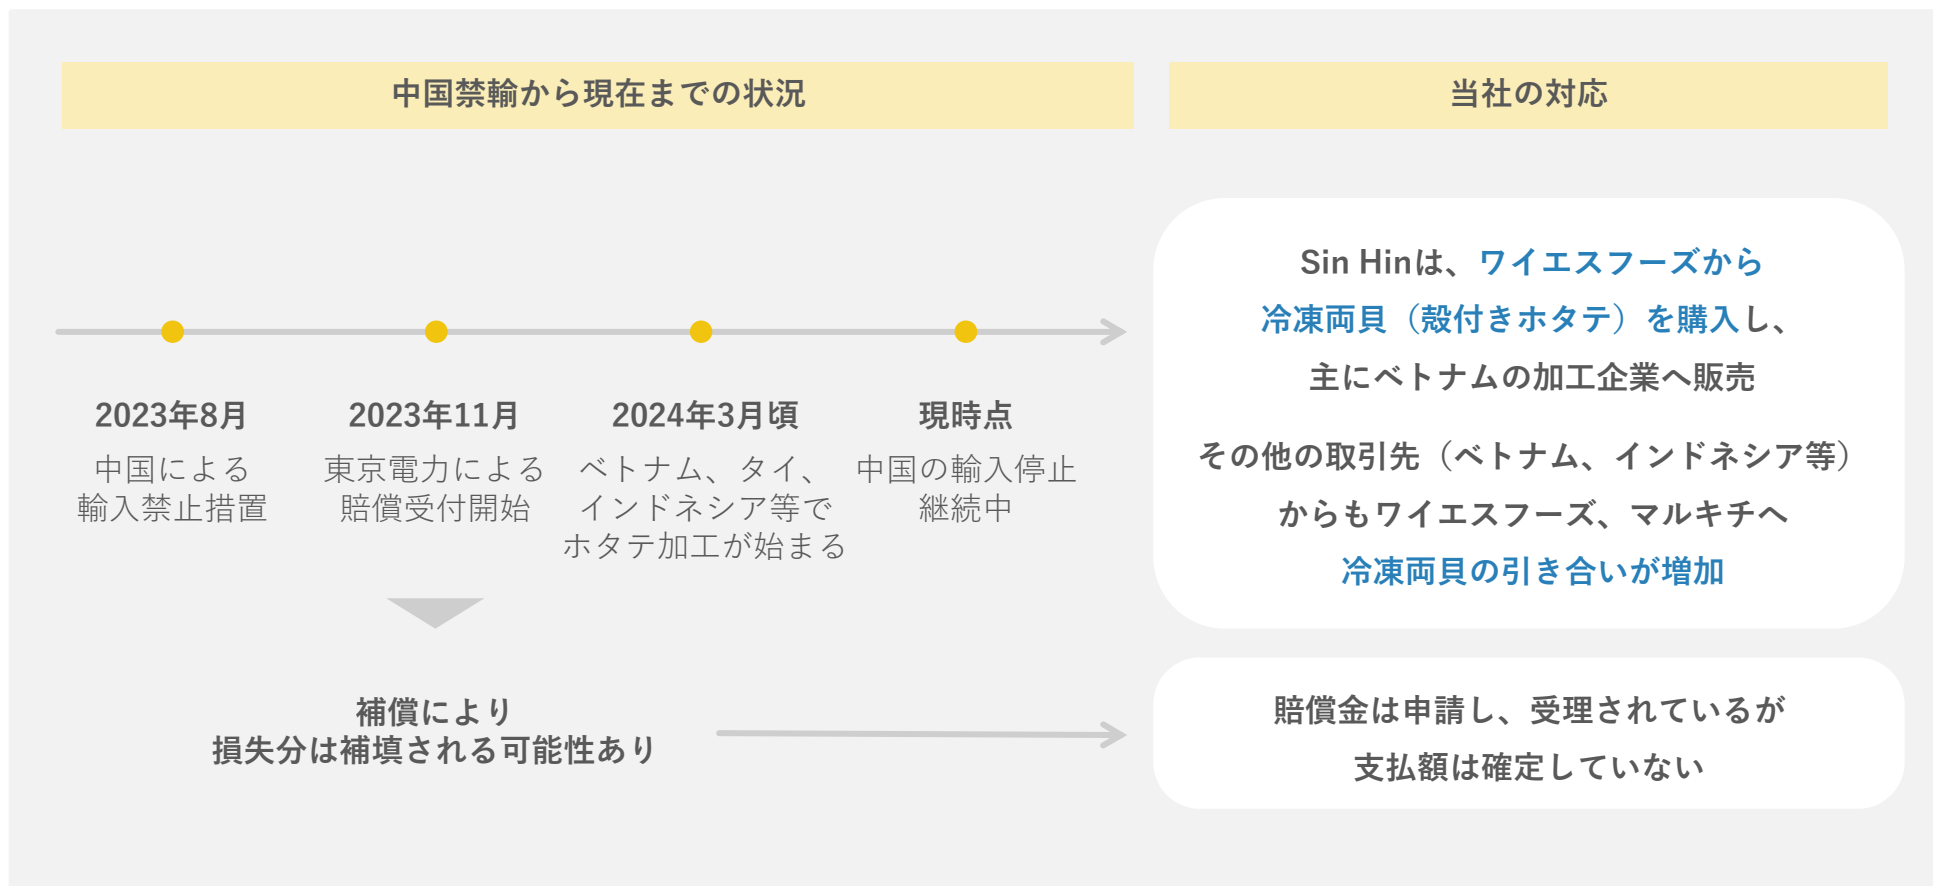 中国禁輸から現在までの状況
2023年8月
中国による
輸入禁止措置
2023年11月
東京電力による
賠償受付開始
2024年3月頃
ベトナム、タイ、
インドネシア等で
ホタテ加工が始まる
現時点
中国の輸入停止
継続中
補償により
損失分は補填される可能性あり
当社の対応
Sin Hinは、ワイエスフーズから
冷凍両貝（殻付きホタテ）を購入し、
主にベトナムの加工企業へ販売
その他の取引先（ベトナム、インドネシア等）
からもワイエスフーズ、マルキチへ
冷凍両貝の引き合いが増加
賠償金は申請し、受理されているが
支払額は確定していない